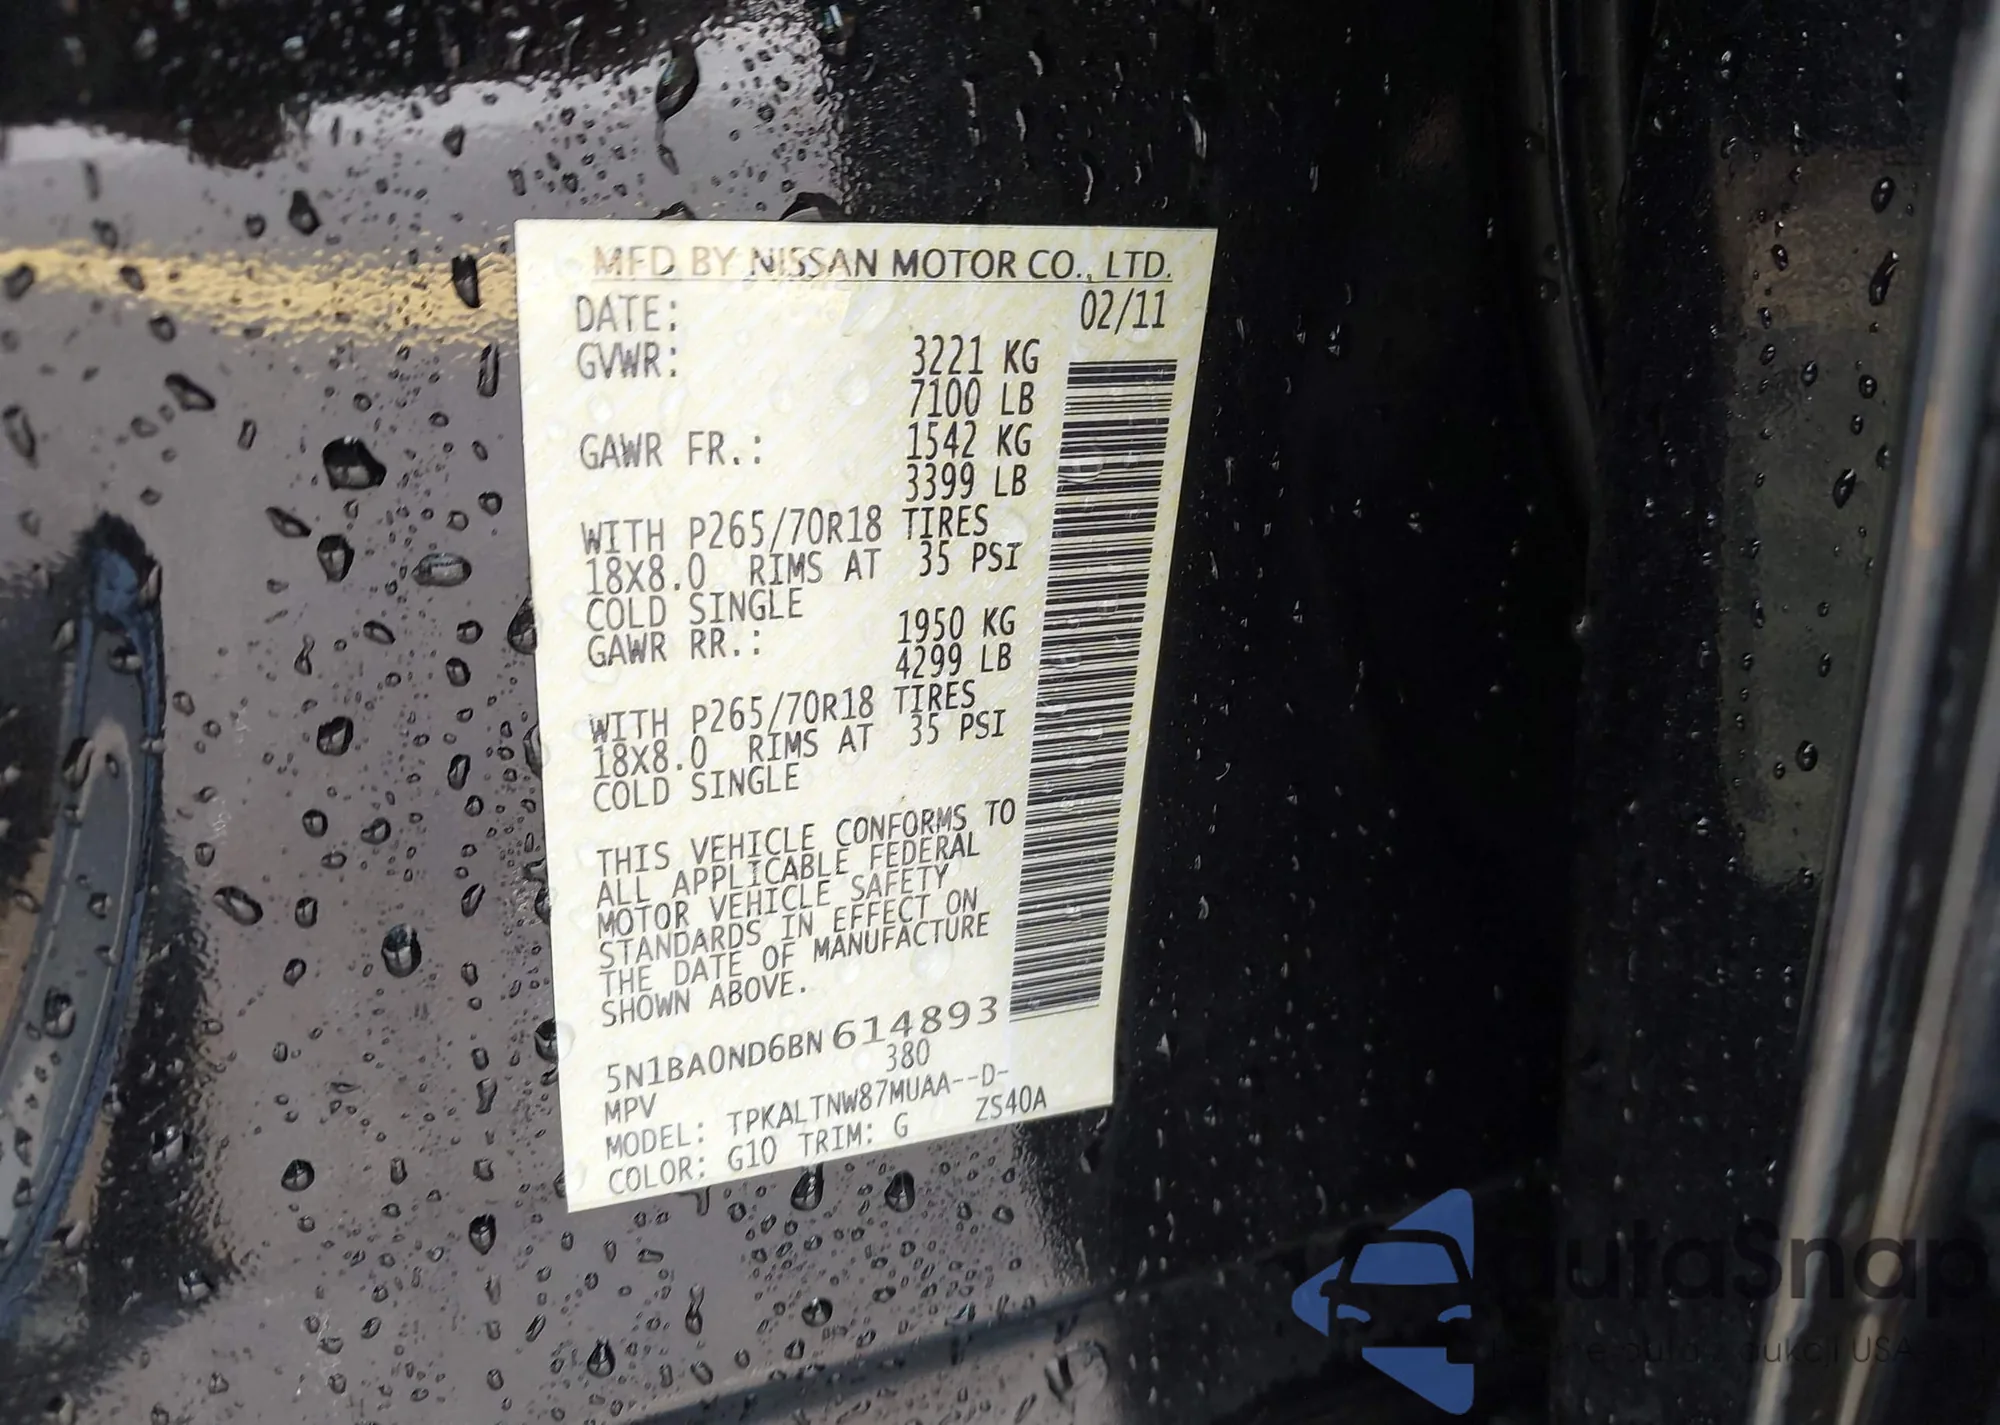 MFD BY NISSAN MOTOR CO., LTD.
DATE: 02/11
GVWR: 3221 KG
7100 LB
GAWR FR.: 1542 KG
3399 LB
WITH P265/70R18 TIRES
18X8.0 RIMS AT 35 PSI
COLD SINGLE
GAWR RR.: 1950 KG
4299 LB
WITH P265/70R18 TIRES
18X8.0 RIMS AT 35 PSI
COLD SINGLE
THIS VEHICLE CONFORMS TO
ALL APPLICABLE FEDERAL
MOTOR VEHICLE SAFETY
STANDARDS IN EFFECT ON
THE DATE OF MANUFACTURE
SHOWN ABOVE.
5N1BA0ND6BN614893
MPV 380
MODEL: TPKALTNW87MUAA--D-
COLOR: G10 TRIM: G ZS40A
AutaSnap
aukcji USA